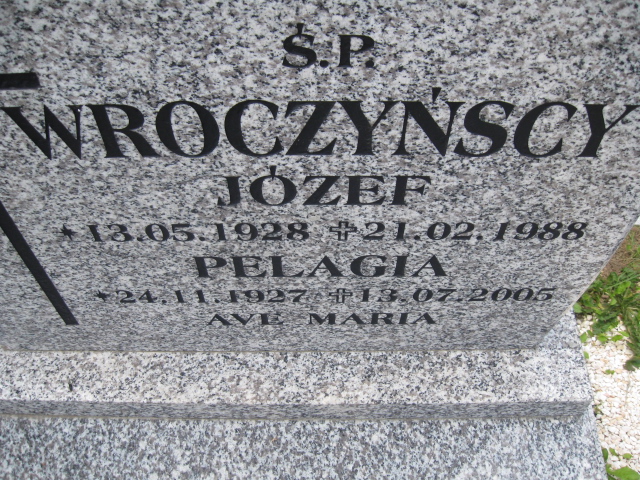 Ś.P.
WROCZYŃSCY
JÓZEF
*13.05.1928 ✝21.02.1988
PELAGIA
*24.11.1927 ✝13.07.2005
AVE MARIA